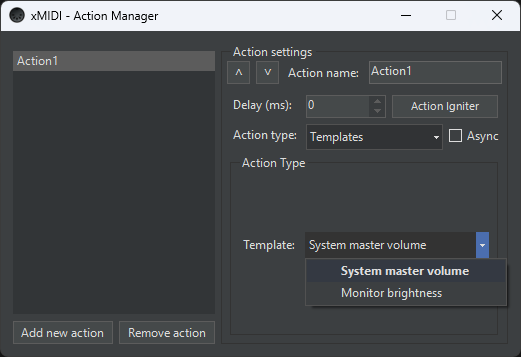 xMIDI - Action Manager
Action1
Action settings
˄ ˅ Action name: Action1
Delay (ms): 0 Action Igniter
Action type: Templates Async
Action Type
Template: System master volume
System master volume
Monitor brightness
Add new action Remove action